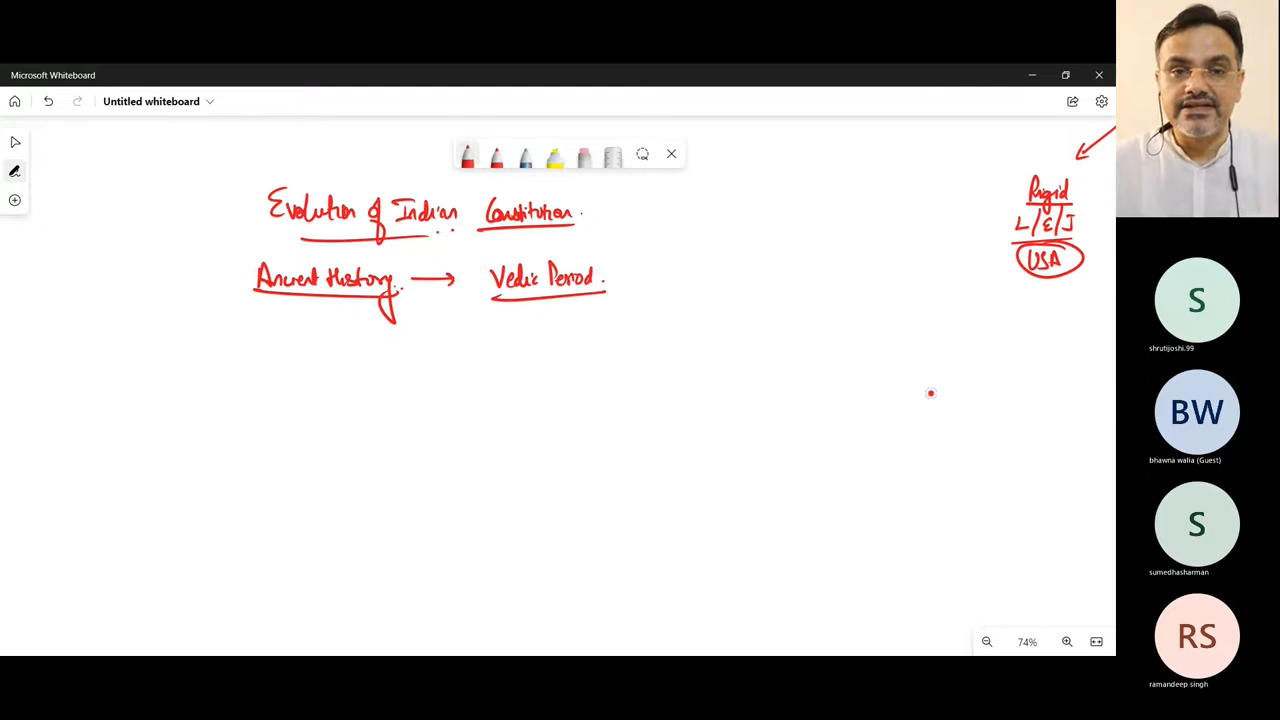 Microsoft Whiteboard
Untitled whiteboard
Evolution of Indian Constitution.
Ancient History → Vedic Period.
Rigid
L/E/J
USA
S
shrutijoshi.99
BW
bhawna walia (Guest)
S
sumedhasharman
RS
ramandeep singh
74%